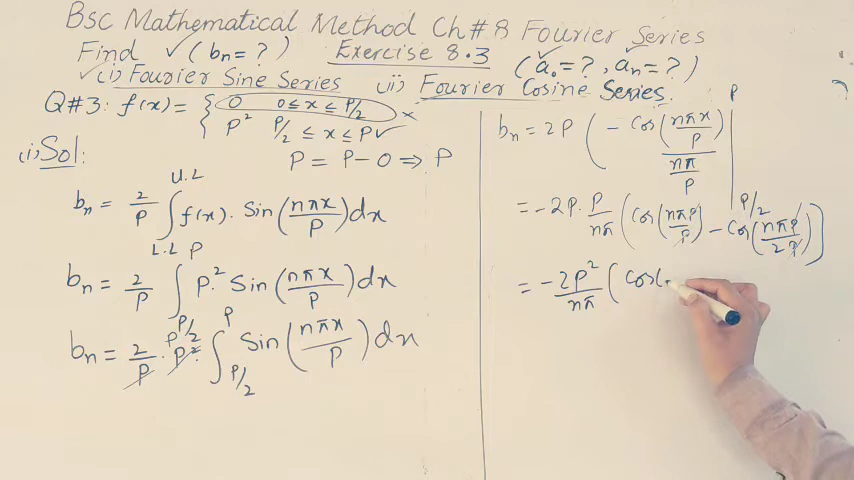 Bsc Mathematical Method Ch#8 Fourier Series
Find ✓ (bn = ?) Exercise 8.3 (a₀ = ?, an = ?)
✓(i) Fourier Sine Series (ii) Fourier Cosine Series.
Q#3: f(x) = { 0 0 ≤ x ≤ P/2 ×
P² P/2 ≤ x ≤ P ✓
(i) Sol: P = P - 0 ⇒ P
bn = 2/P ∫ U.L L.L f(x) . Sin(nπx/P) dx
bn = 2/P ∫ P P/2 P² Sin(nπx/P) dx
bn = 2/P . P² ∫ P P/2 Sin(nπx/P) dx
bn = 2P ( - Cos(nπx/P) / nπ/P | P P/2
= -2P . P/nπ ( Cos(nπP/P) - Cos(nπP/2P) )
= -2P²/nπ ( Cos(